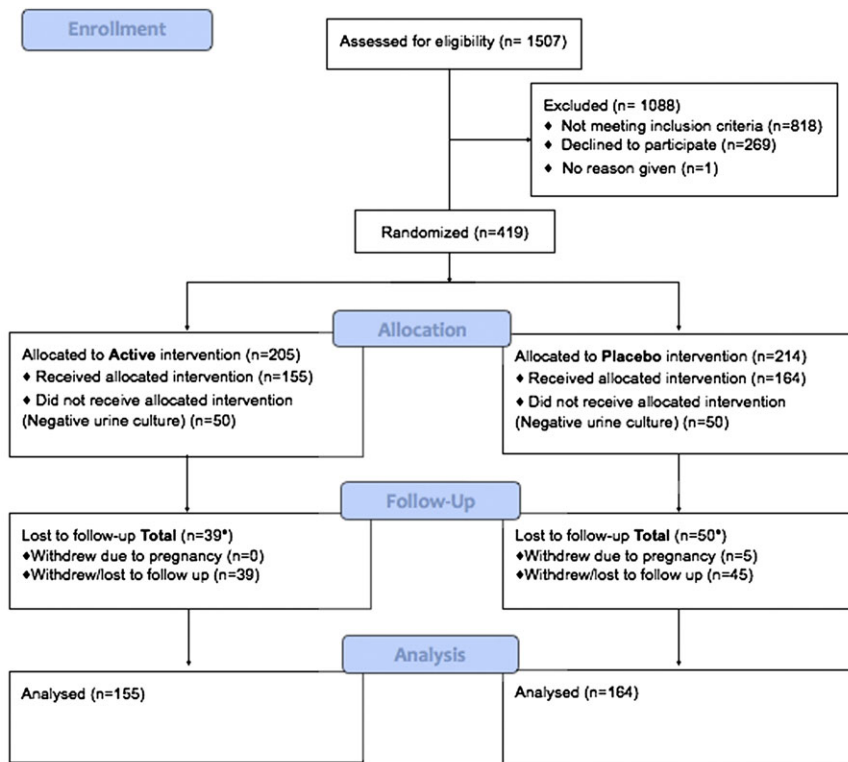 Enrollment
Assessed for eligibility (n= 1507)
Excluded (n= 1088)
♦ Not meeting inclusion criteria (n=818)
♦ Declined to participate (n=269)
♦ No reason given (n=1)
Randomized (n=419)
Allocation
Allocated to Active intervention (n=205)
♦ Received allocated intervention (n=155)
♦ Did not receive allocated intervention
(Negative urine culture) (n=50)
Allocated to Placebo intervention (n=214)
♦ Received allocated intervention (n=164)
♦ Did not receive allocated intervention
(Negative urine culture) (n=50)
Follow-Up
Lost to follow-up Total (n=39*)
♦Withdrew due to pregnancy (n=0)
♦Withdrew/lost to follow up (n=39)
Lost to follow-up Total (n=50*)
♦Withdrew due to pregnancy (n=5)
♦Withdrew/lost to follow up (n=45)
Analysis
Analysed (n=155)
Analysed (n=164)